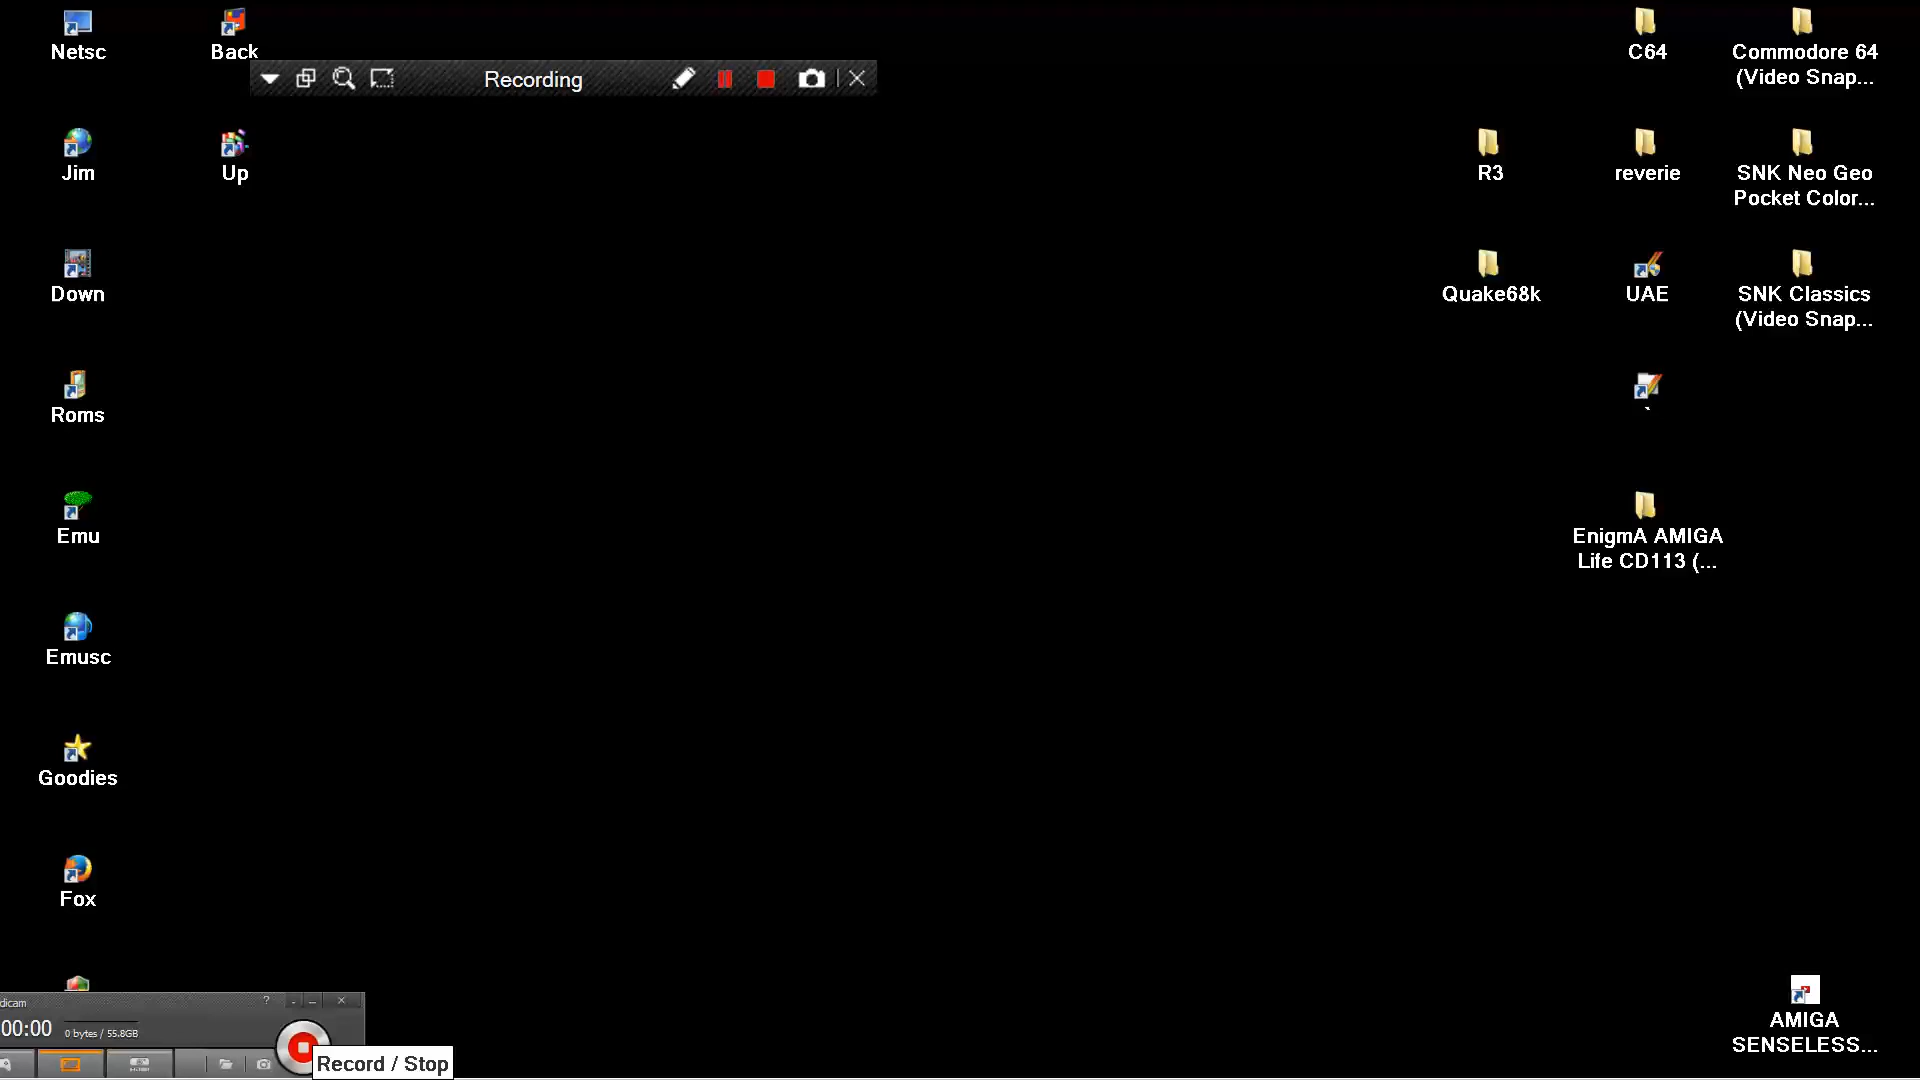 Netsc
Back
C64
Commodore 64
(Video Snap...
Recording
Jim
Up
R3
reverie
SNK Neo Geo
Pocket Color...
Down
Quake68k
UAE
SNK Classics
(Video Snap...
Roms
Emu
EnigmA AMIGA
Life CD113 (...
Emusc
Goodies
Fox
dicam
?
00:00
0 bytes / 55.8GB
Record / Stop
AMIGA
SENSELESS...